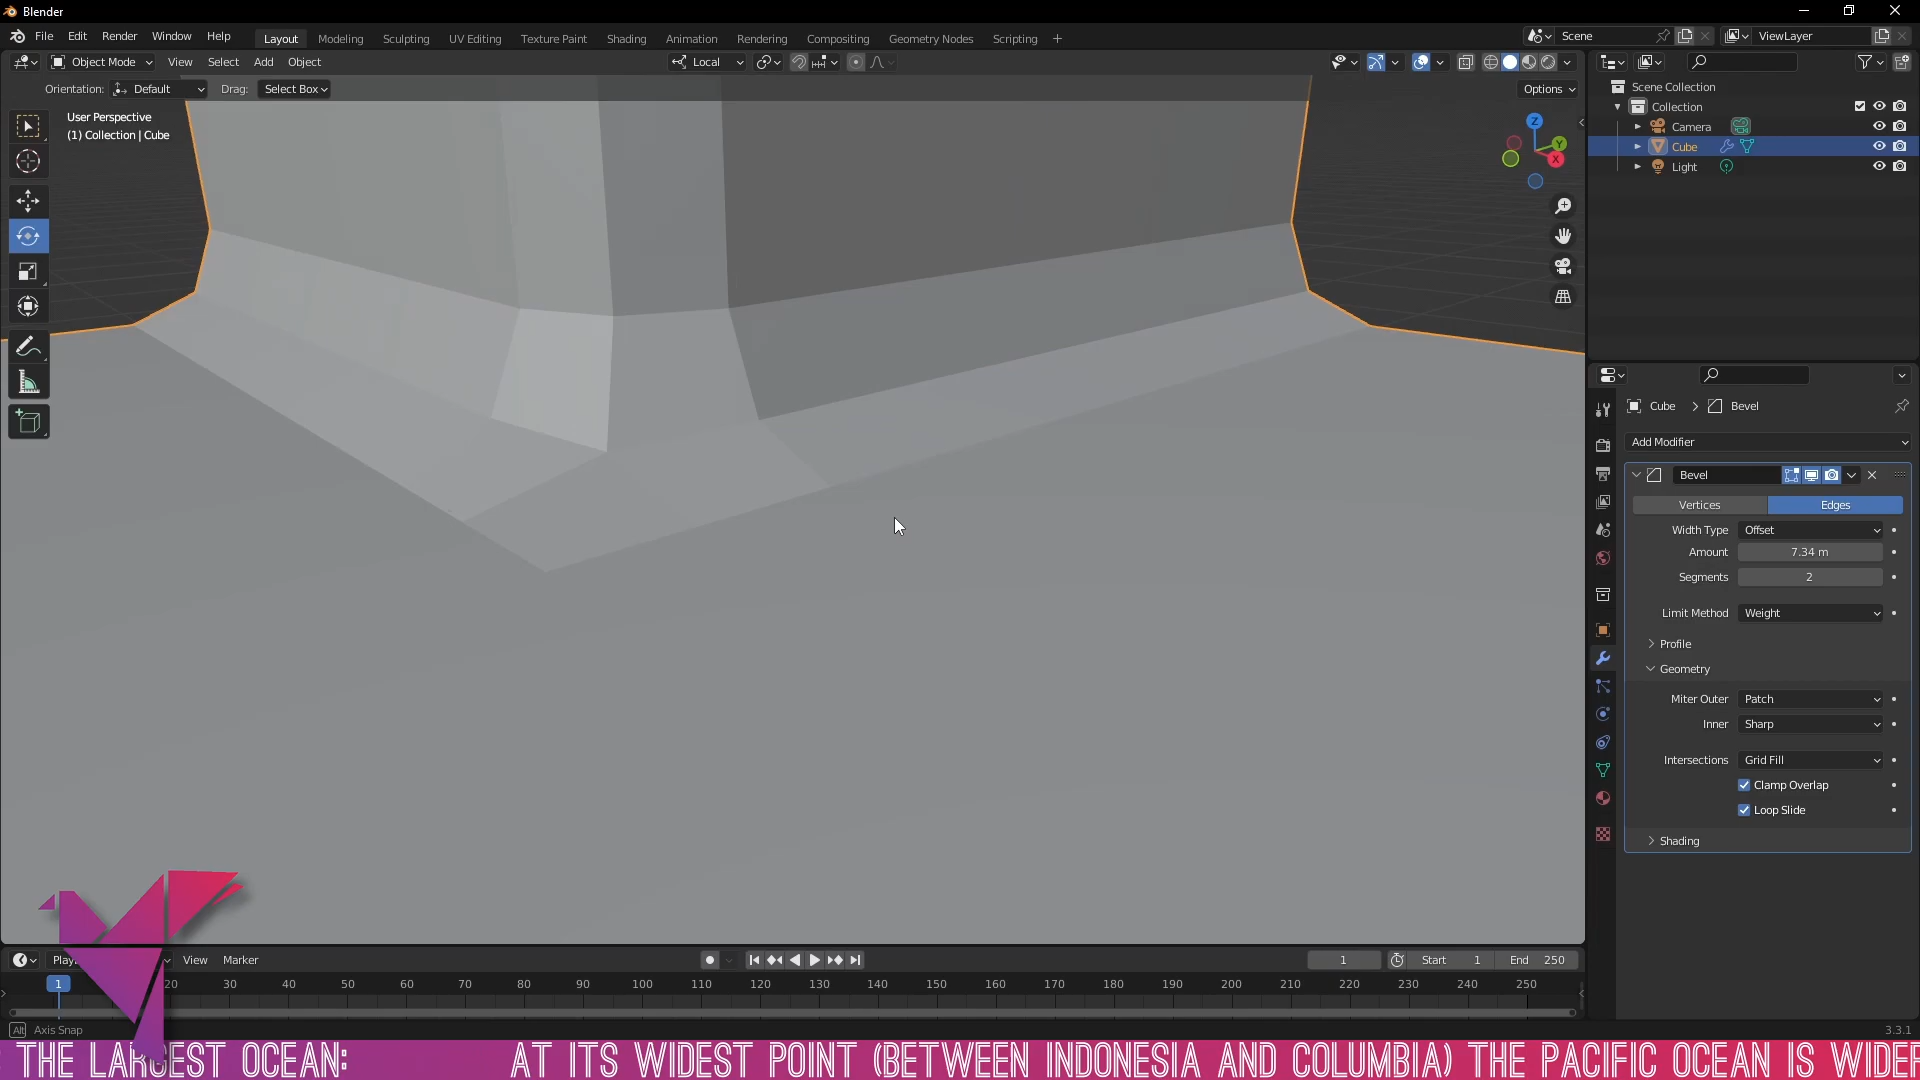 Blender
File Edit Render Window Help
Layout Modeling Sculpting UV Editing Texture Paint Shading Animation Rendering Compositing Geometry Nodes Scripting +
Scene ViewLayer
Object Mode View Select Add Object Local
Orientation: Default Drag: Select Box Options
User Perspective
(1) Collection | Cube
Z
Y
X
Scene Collection
Collection
Camera
Cube
Light
Cube > Bevel
Add Modifier
Bevel
Vertices Edges
Width Type Offset
Amount 7.34 m
Segments 2
Limit Method Weight
Profile
Geometry
Miter Outer Patch
Inner Sharp
Intersections Grid Fill
Clamp Overlap
Loop Slide
Shading
View Marker 1 Start 1 End 250
1 20 30 40 50 60 70 80 90 100 110 120 130 140 150 160 170 180 190 200 210 220 230 240 250
Alt Axis Snap 3.3.1
THE LARGEST OCEAN: AT ITS WIDEST POINT (BETWEEN INDONESIA AND COLUMBIA) THE PACIFIC OCEAN IS WIDER